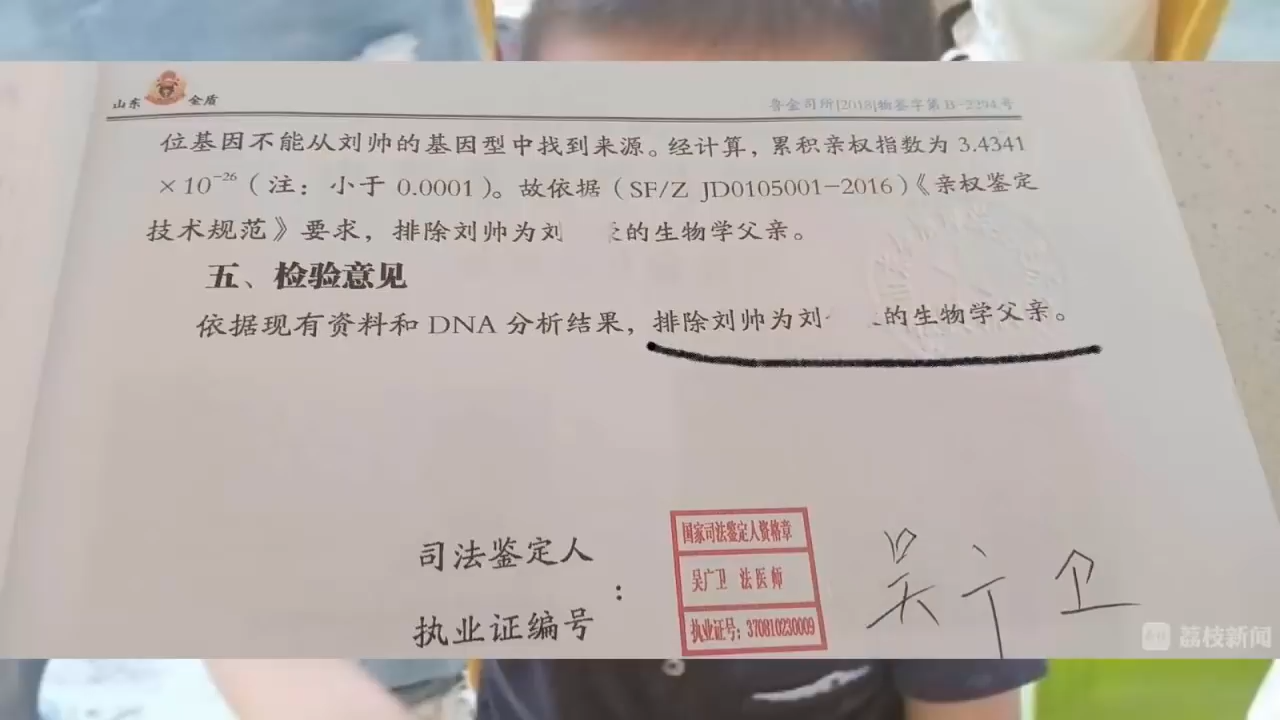 山东 金盾
鲁金司所[2018]物鉴字第B-2294号
位基因不能从刘帅的基因型中找到来源。经计算，累积亲权指数为 3.4341
×10⁻²⁶（注：小于 0.0001）。故依据（SF/Z JD0105001-2016）《亲权鉴定
技术规范》要求，排除刘帅为刘 的生物学父亲。
五、检验意见
依据现有资料和 DNA 分析结果，排除刘帅为刘 的生物学父亲。
司法鉴定人
执业证编号
：
国家司法鉴定人资格章
吴广卫 法医师
执业证号：370810230009
吴广卫
荔枝新闻